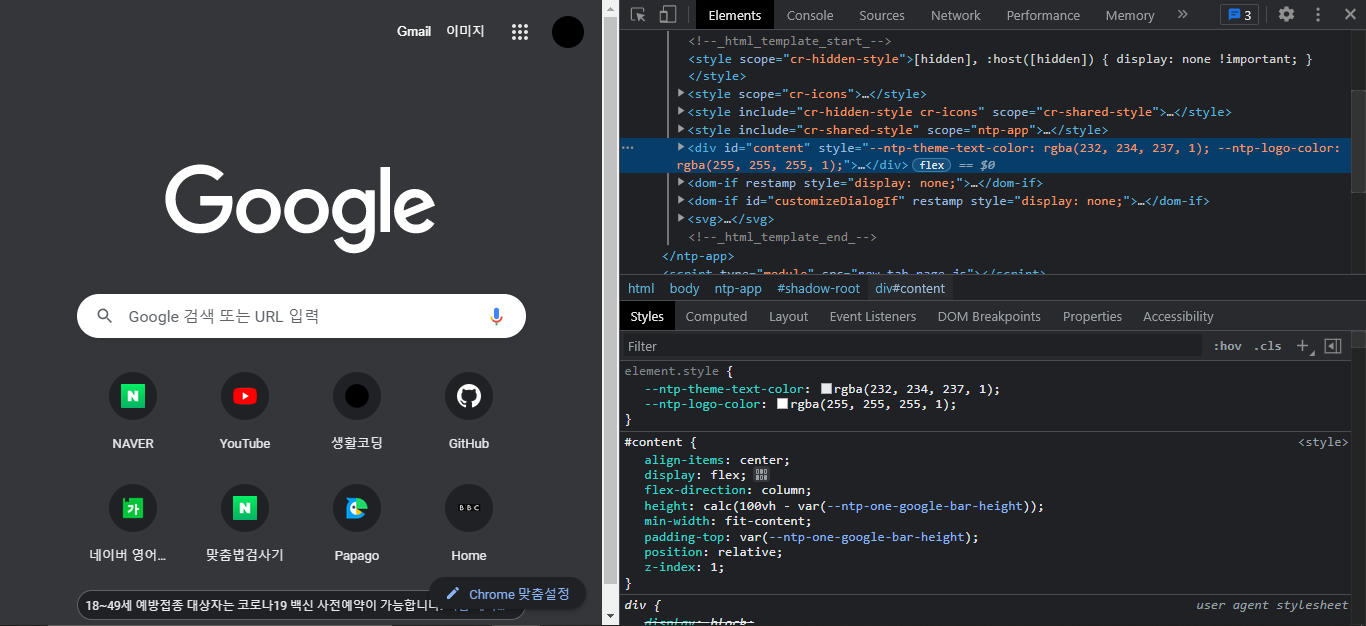 Gmail 이미지
Google
Google 검색 또는 URL 입력
NAVER YouTube 생활코딩 GitHub
네이버 영어... 맞춤법검사기 Papago Home
18~49세 예방접종 대상자는 코로나19 백신 사전예약이 가능합니다.
Chrome 맞춤설정
Elements Console Sources Network Performance Memory » 3
<!--_html_template_start_-->
<style scope="cr-hidden-style">[hidden], :host([hidden]) { display: none !important; }
</style>
<style scope="cr-icons">…</style>
<style include="cr-hidden-style cr-icons" scope="cr-shared-style">…</style>
<style include="cr-shared-style" scope="ntp-app">…</style>
<div id="content" style="--ntp-theme-text-color: rgba(232, 234, 237, 1); --ntp-logo-color:
rgba(255, 255, 255, 1);">…</div> flex == $0
<dom-if restamp style="display: none;">…</dom-if>
<dom-if id="customizeDialogIf" restamp style="display: none;">…</dom-if>
<svg>…</svg>
<!--_html_template_end_-->
</ntp-app>
<script type="module" src="new_tab_page.js"></script>
html body ntp-app #shadow-root div#content
Styles Computed Layout Event Listeners DOM Breakpoints Properties Accessibility
Filter :hov .cls +
element.style {
--ntp-theme-text-color: rgba(232, 234, 237, 1);
--ntp-logo-color: rgba(255, 255, 255, 1);
}
#content { <style>
align-items: center;
display: flex;
flex-direction: column;
height: calc(100vh - var(--ntp-one-google-bar-height));
min-width: fit-content;
padding-top: var(--ntp-one-google-bar-height);
position: relative;
z-index: 1;
}
div { user agent stylesheet
display: block;